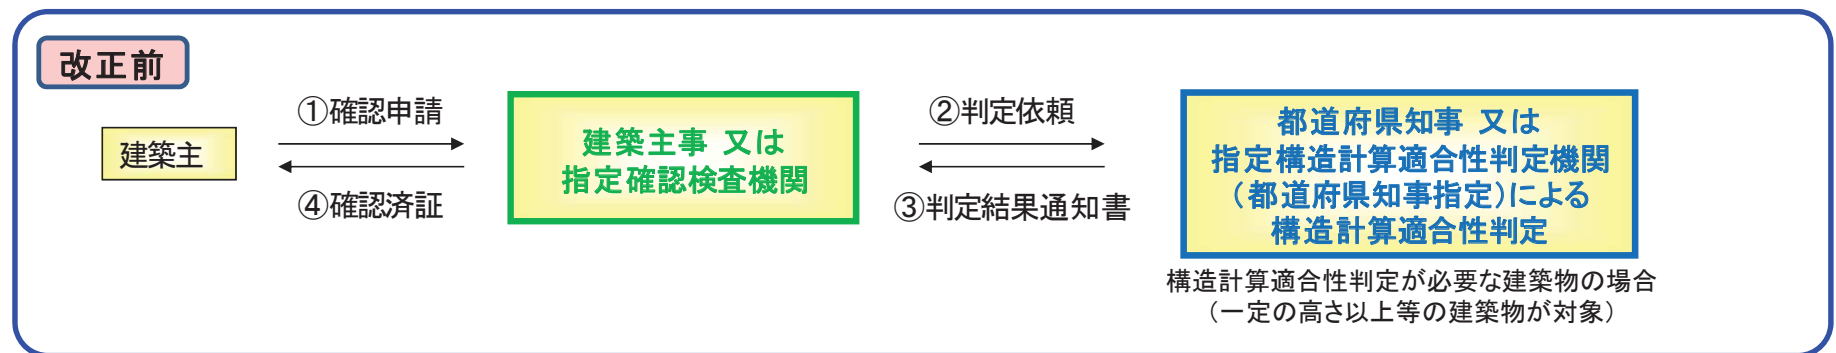 改正前
建築主
①確認申請
④確認済証
建築主事 又は
指定確認検査機関
②判定依頼
③判定結果通知書
都道府県知事 又は
指定構造計算適合性判定機関
(都道府県知事指定)による
構造計算適合性判定
構造計算適合性判定が必要な建築物の場合
(一定の高さ以上等の建築物が対象)